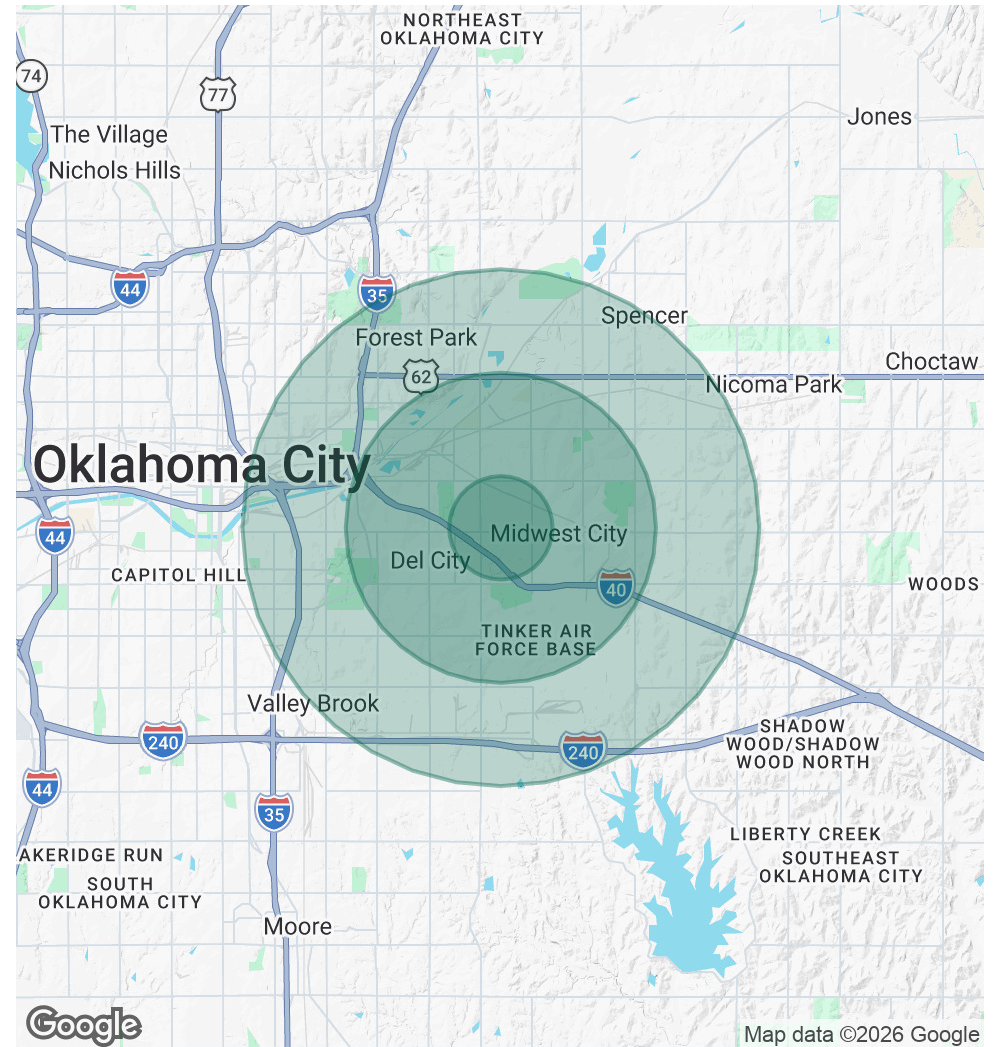 NORTHEAST
OKLAHOMA CITY
74
77
Jones
The Village
Nichols Hills
44
35
Spencer
Forest Park
Choctaw
62
Nicoma Park
Oklahoma City
44
Midwest City
Del City
CAPITOL HILL
WOODS
40
TINKER AIR
FORCE BASE
Valley Brook
240
240
SHADOW
WOOD/SHADOW
WOOD NORTH
44
35
LIBERTY CREEK
AKERIDGE RUN
SOUTHEAST
OKLAHOMA CITY
SOUTH
OKLAHOMA CITY
Moore
Google
Map data ©2026 Google